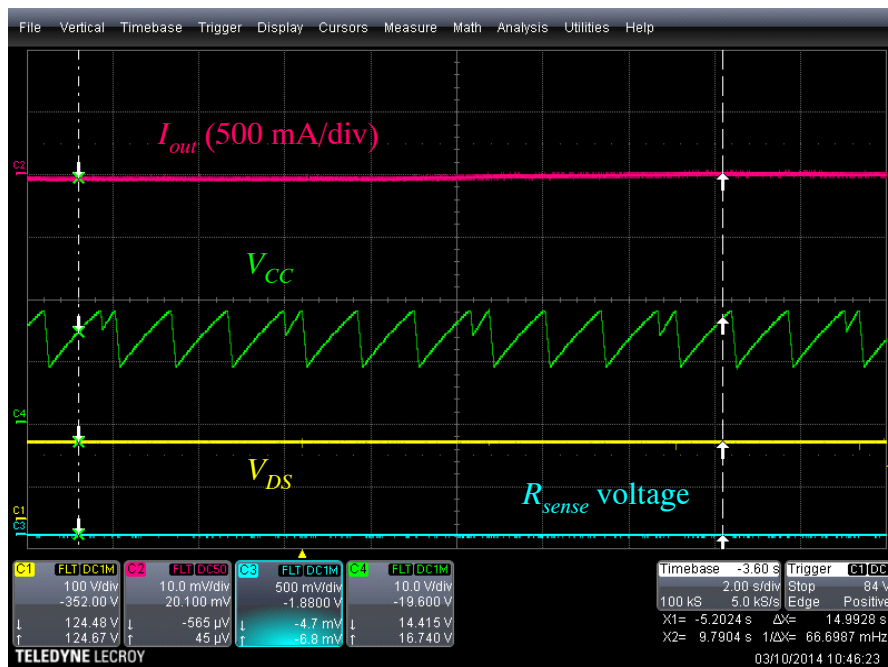 File Vertical Timebase Trigger Display Cursors Measure Math Analysis Utilities Help
C2
Iout (500 mA/div)
VCC
C4
VDS
Rsense voltage
C1
C3
C1 FLT DC1M
100 V/div
-352.00 V
↓ 124.48 V
↑ 124.67 V
C2 FLT DC50
10.0 mV/div
20.100 mV
↓ -565 µV
↑ 45 µV
C3 FLT DC1M
500 mV/div
-1.8800 V
↓ -4.7 mV
↑ -6.8 mV
C4 FLT DC1M
10.0 V/div
-19.600 V
↓ 14.415 V
↑ 16.740 V
Timebase -3.60 s
2.00 s/div
100 kS 5.0 kS/s
Trigger C1 DC
Stop 84 V
Edge Positive
X1= -5.2024 s ΔX= 14.9928 s
X2= 9.7904 s 1/ΔX= 66.6987 mHz
TELEDYNE LECROY
03/10/2014 10:46:23